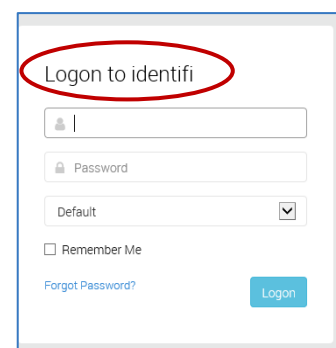 Logon to identifi
Password
Default
Remember Me
Forgot Password?
Logon